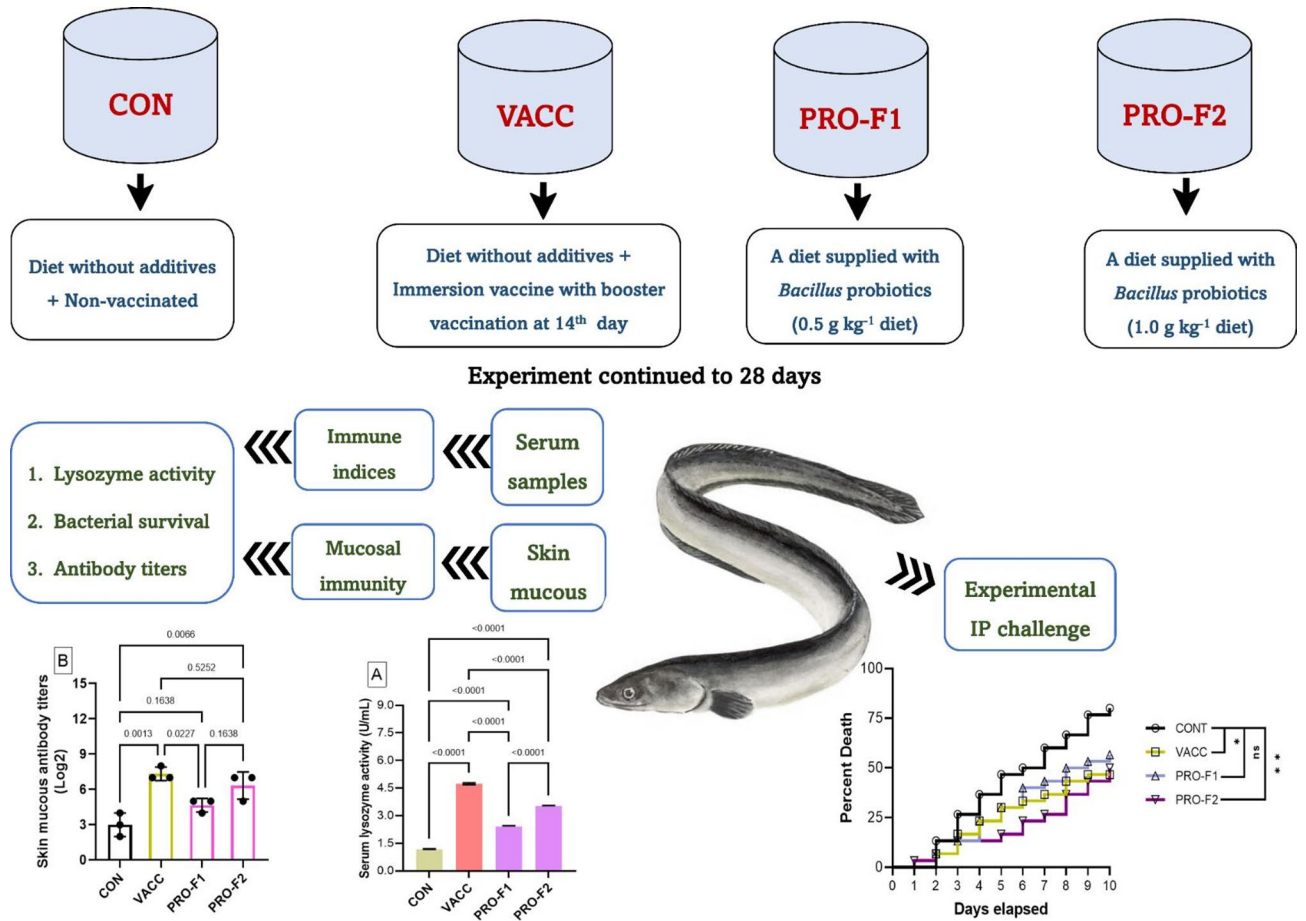 CON
VACC
PRO-F1
PRO-F2
Diet without additives
+ Non-vaccinated
Diet without additives +
Immersion vaccine with booster
vaccination at 14th day
A diet supplied with
Bacillus probiotics
(0.5 g kg-1 diet)
A diet supplied with
Bacillus probiotics
(1.0 g kg-1 diet)
Experiment continued to 28 days
1. Lysozyme activity
2. Bacterial survival
3. Antibody titers
Immune
indices
Serum
samples
Mucosal
immunity
Skin
mucous
Experimental
IP challenge
B
Skin mucous antibody titers
(Log2)
15
12
9
6
3
0
0.0066
0.5252
0.1638
0.0013
0.0227
0.1638
CON
VACC
PRO-F1
PRO-F2
A
Serum lysozyme activity (U/mL)
9.0
7.5
6.0
4.5
3.0
1.5
0.0
<0.0001
<0.0001
<0.0001
<0.0001
<0.0001
<0.0001
CON
VACC
PRO-F1
PRO-F2
Percent Death
100
75
50
25
0
0 1 2 3 4 5 6 7 8 9 10
Days elapsed
CONT
VACC
PRO-F1
PRO-F2
*
ns
* *